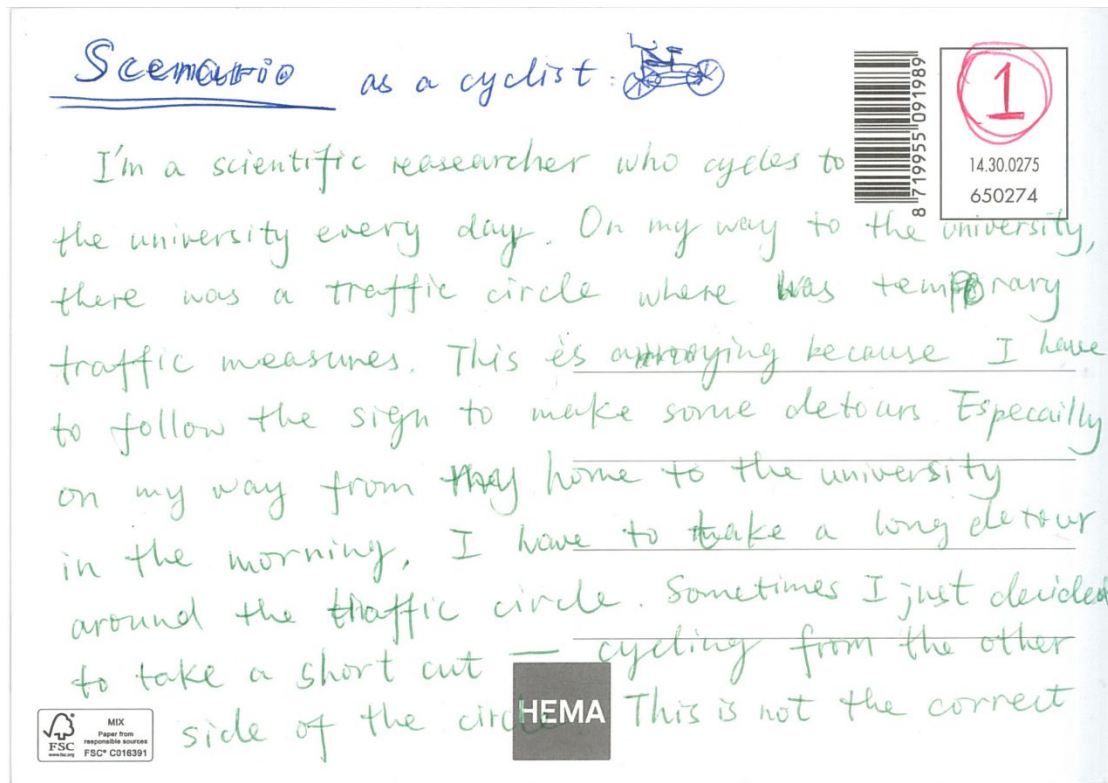 Scenario as a cyclist:
1
8 719955 091989
14.30.0275
650274
I'm a scientific reasearcher who cycles to
the university every day. On my way to the university,
there was a traffic circle where was temporary
traffic measures. This is annoying because I have
to follow the sign to make some detours Especailly
on my way from my home to the university
in the morning, I have to take a long detour
around the traffic circle. Sometimes I just decided
to take a short cut — cycling from the other
side of the circle. This is not the correct
HEMA
FSC
www.fsc.org
MIX
Paper from
responsible sources
FSC® C016391